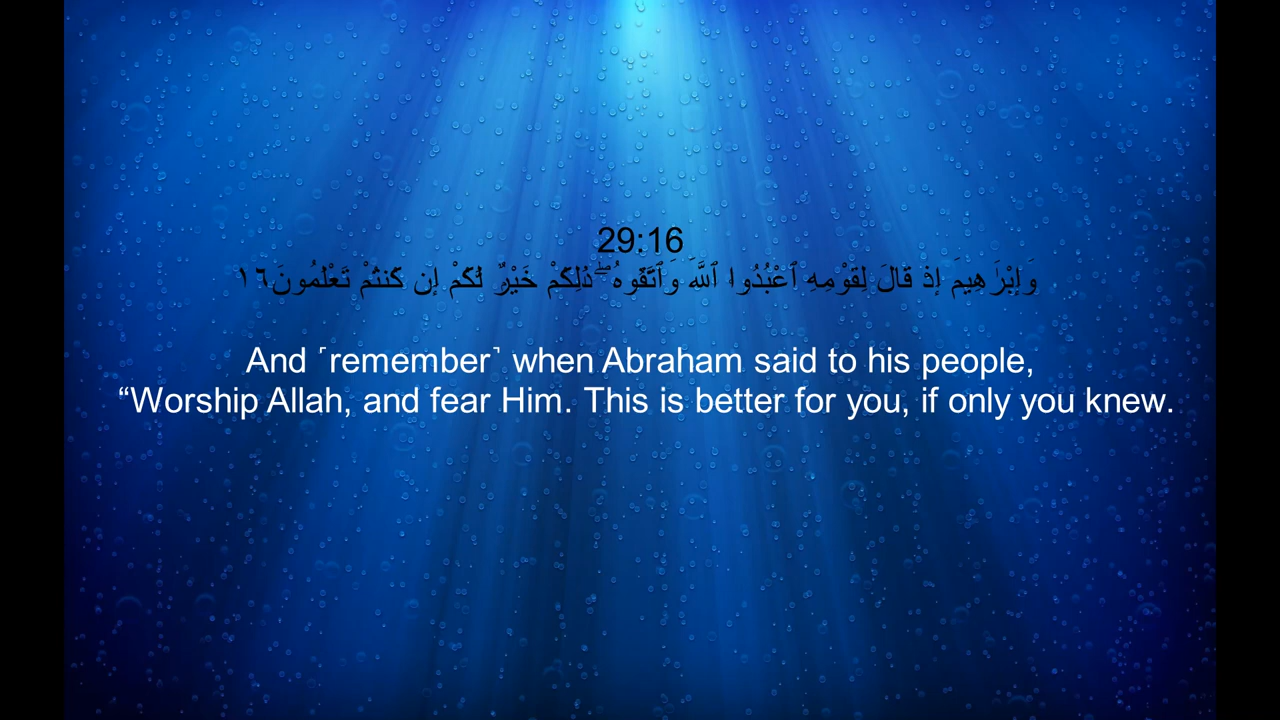 29:16
وَإِبْرَٰهِيمَ إِذْ قَالَ لِقَوْمِهِ ٱعْبُدُوا۟ ٱللَّهَ وَٱتَّقُوهُ ۖ ذَٰلِكُمْ خَيْرٌ لَّكُمْ إِن كُنتُمْ تَعْلَمُونَ١٦
And ˹remember˺ when Abraham said to his people,
“Worship Allah, and fear Him. This is better for you, if only you knew.